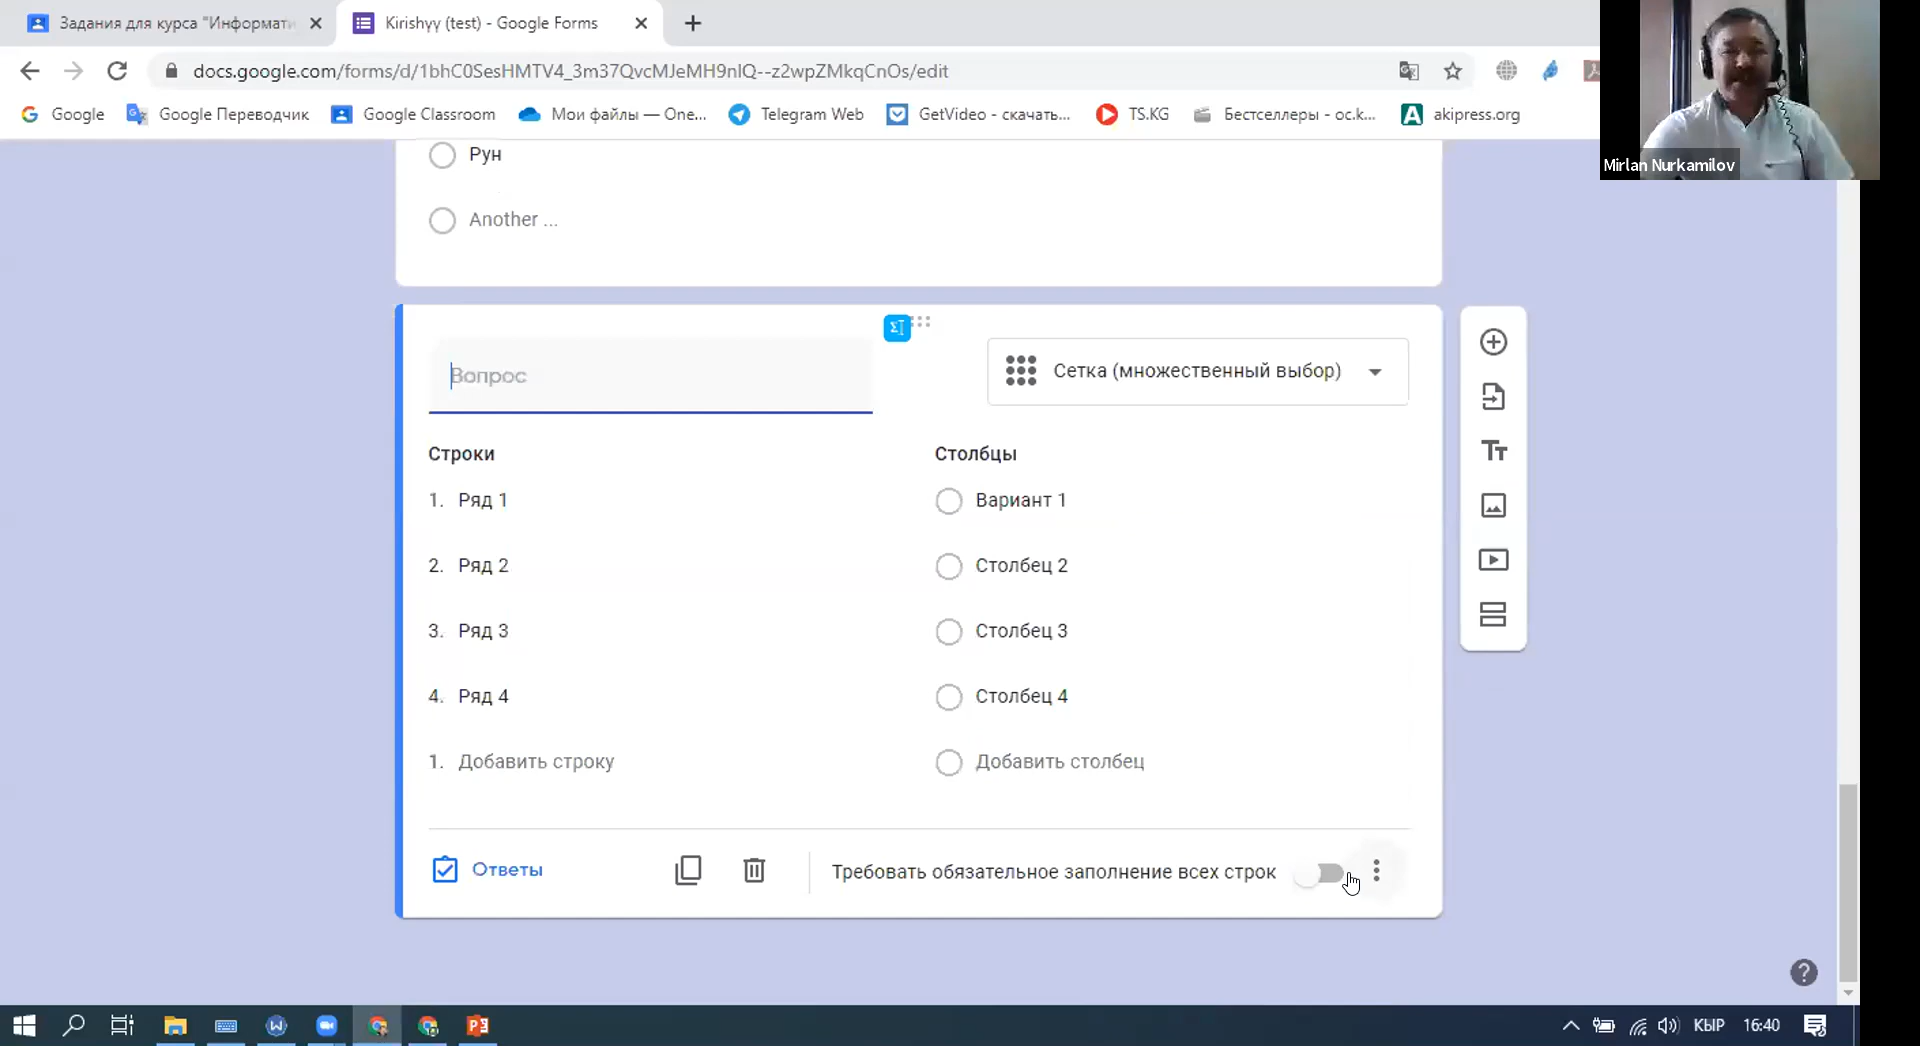 Задания для курса "Информати
Kirishyy (test) - Google Forms
docs.google.com/forms/d/1bhC0SesHMTV4_3m37QvcMJeMH9nIQ--z2wpZMkqCnOs/edit
Google
Google Переводчик
Google Classroom
Мои файлы — One...
Telegram Web
GetVideo - скачать...
TS.KG
Бестселлеры - ос.k...
akipress.org
Mirlan Nurkamilov
Рун
Another ...
Вопрос
Сетка (множественный выбор)
Строки
Столбцы
1. Ряд 1
Вариант 1
2. Ряд 2
Столбец 2
3. Ряд 3
Столбец 3
4. Ряд 4
Столбец 4
1. Добавить строку
Добавить столбец
Ответы
Требовать обязательное заполнение всех строк
КЫР
16:40